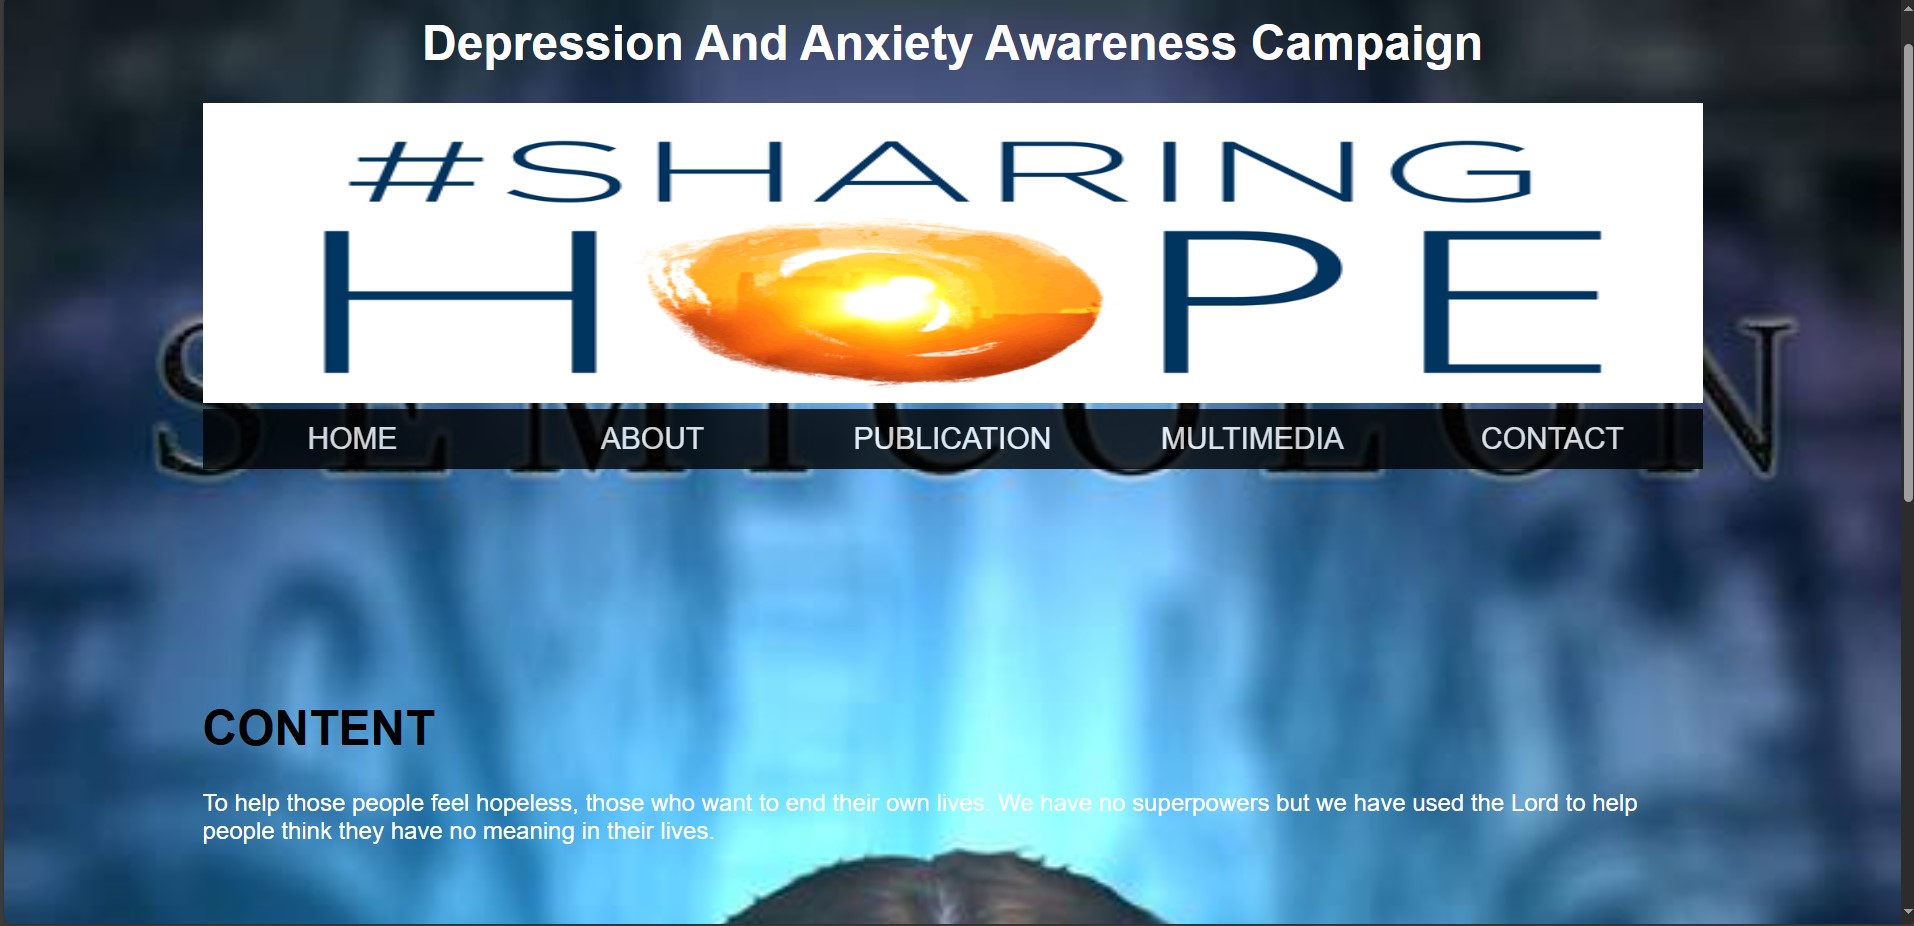 Depression And Anxiety Awareness Campaign
#SHARING
HOPE
SEMICOLON
HOME ABOUT PUBLICATION MULTIMEDIA CONTACT
CONTENT
To help those people feel hopeless, those who want to end their own lives. We have no superpowers but we have used the Lord to help
people think they have no meaning in their lives.